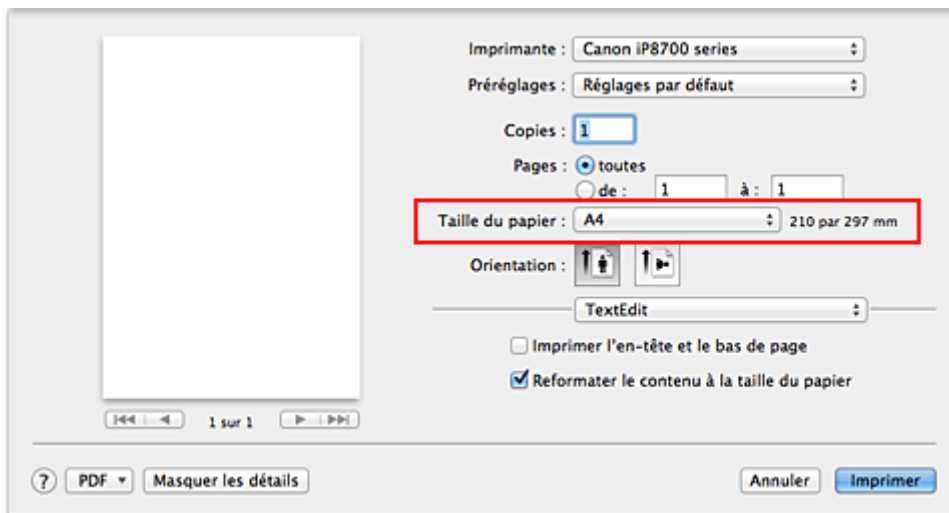 Imprimante : Canon iP8700 series
Préréglages : Réglages par défaut
Copies : 1
Pages : toutes
de : 1 à : 1
Taille du papier : A4 210 par 297 mm
Orientation :
TextEdit
Imprimer l'en-tête et le bas de page
Reformater le contenu à la taille du papier
1 sur 1
? PDF Masquer les détails Annuler Imprimer